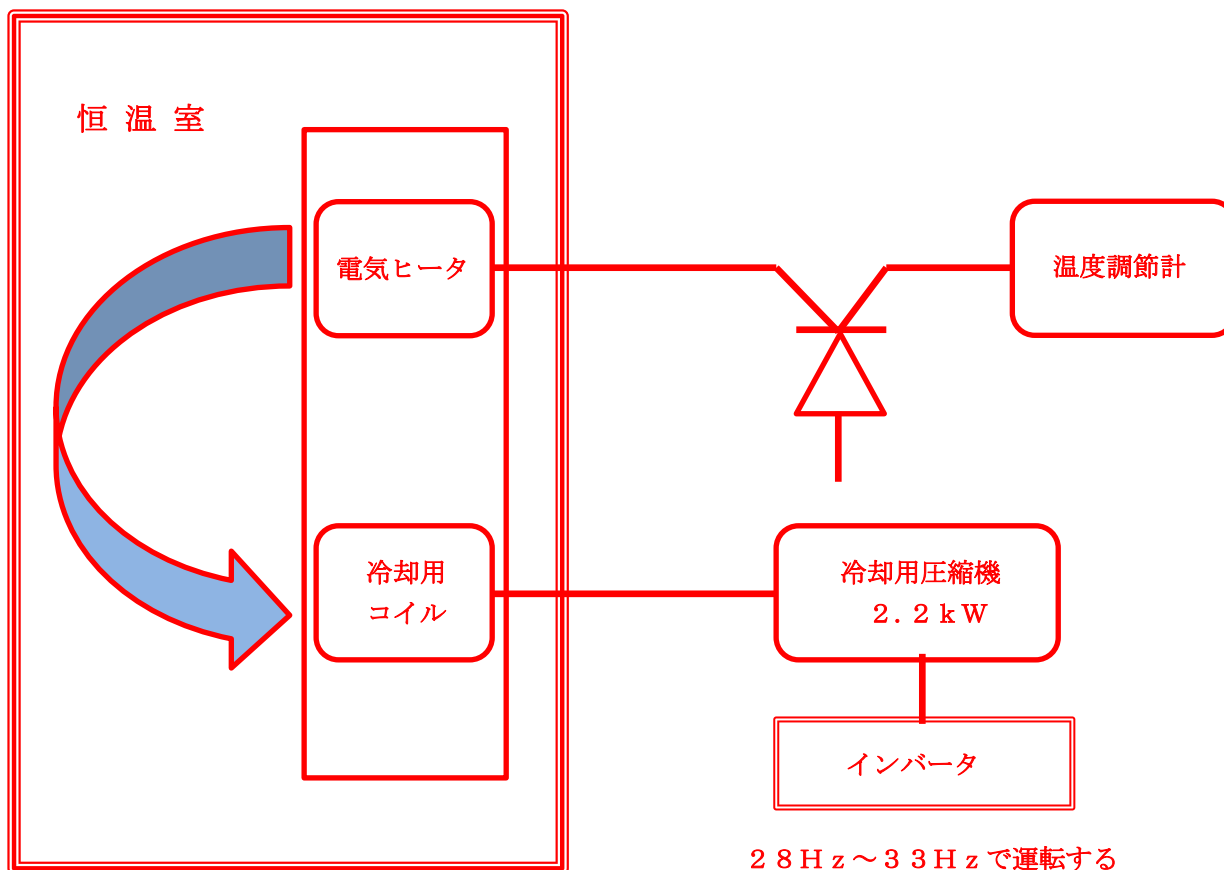 恒 温 室
電気ヒータ
温度調節計
冷却用
コイル
冷却用圧縮機
２．２ｋＷ
インバータ
２８Ｈｚ～３３Ｈｚで運転する